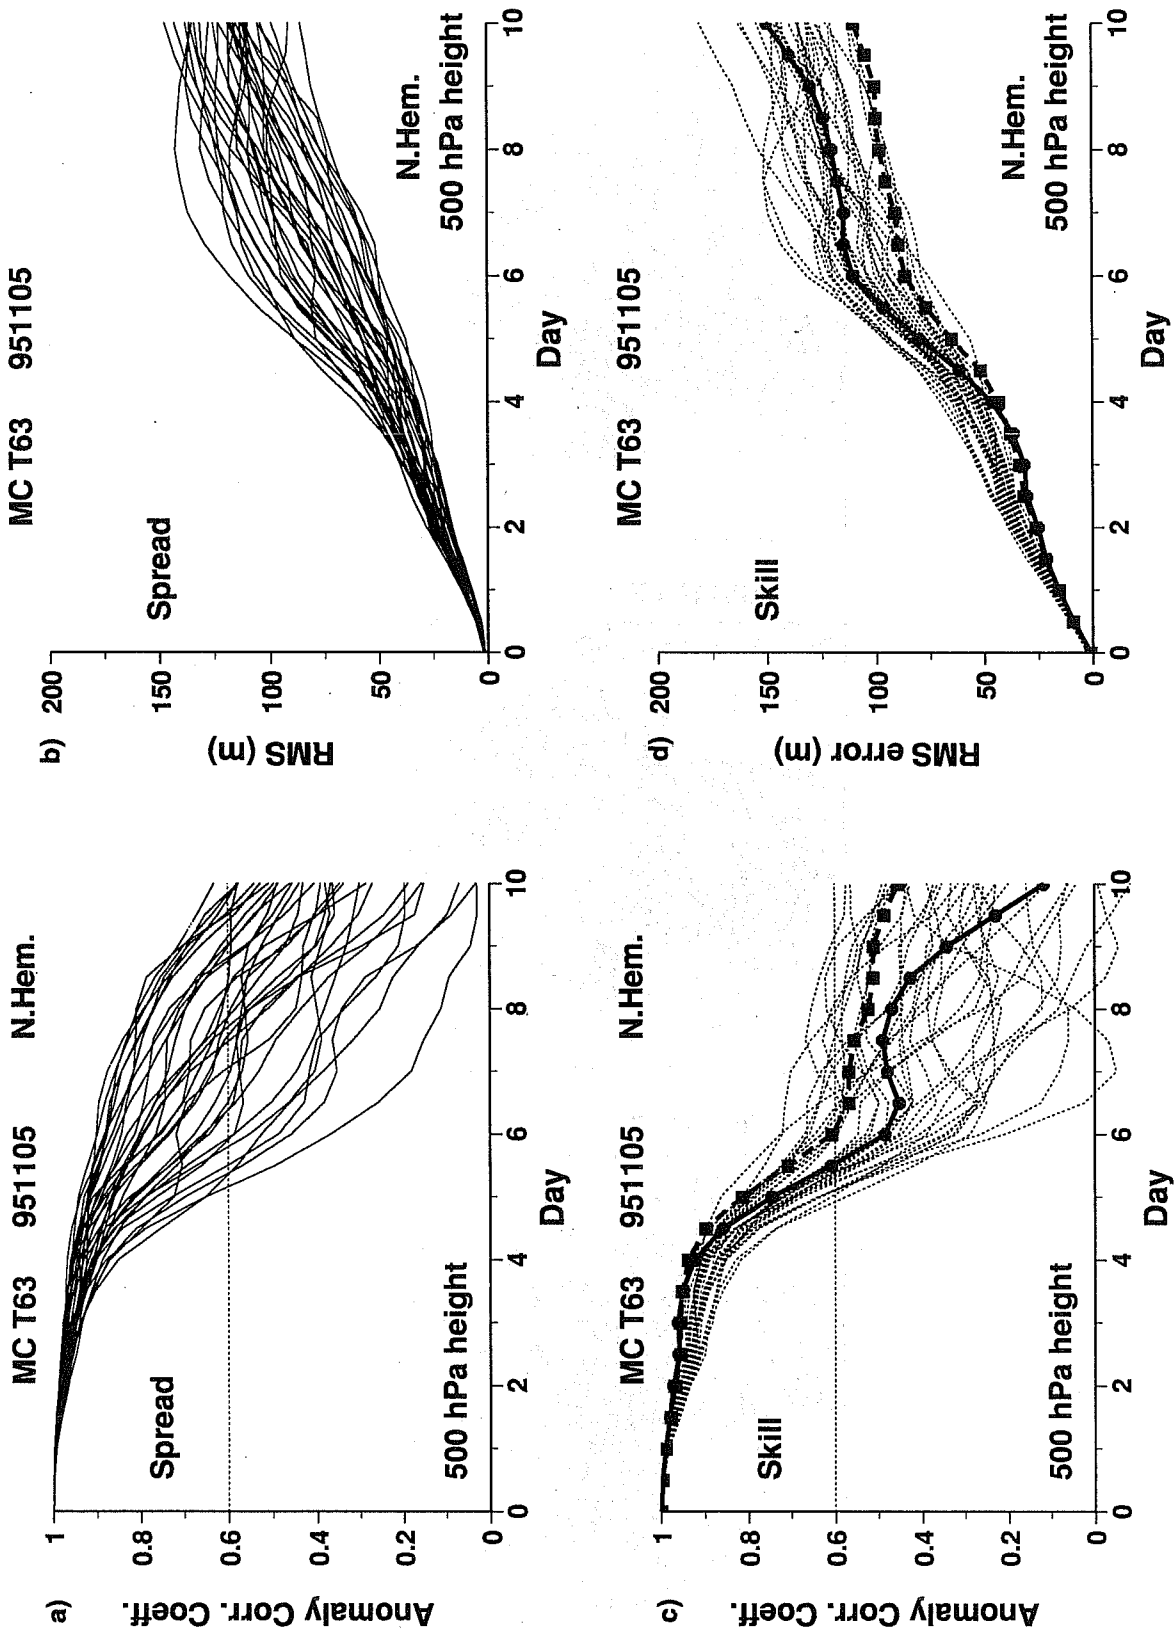 a)
MC T63 951105 N.Hem.
Anomaly Corr. Coeff.
1
0.8
0.6
0.4
0.2
0
Spread
500 hPa height
0 2 4 6 8 10
Day
b)
MC T63 951105
RMS (m)
200
150
100
50
0
Spread
N.Hem.
500 hPa height
0 2 4 6 8 10
Day
c)
MC T63 951105 N.Hem.
Anomaly Corr. Coeff.
1
0.8
0.6
0.4
0.2
0
Skill
500 hPa height
0 2 4 6 8 10
Day
d)
MC T63 951105
RMS error (m)
200
150
100
50
0
Skill
N.Hem.
500 hPa height
0 2 4 6 8 10
Day